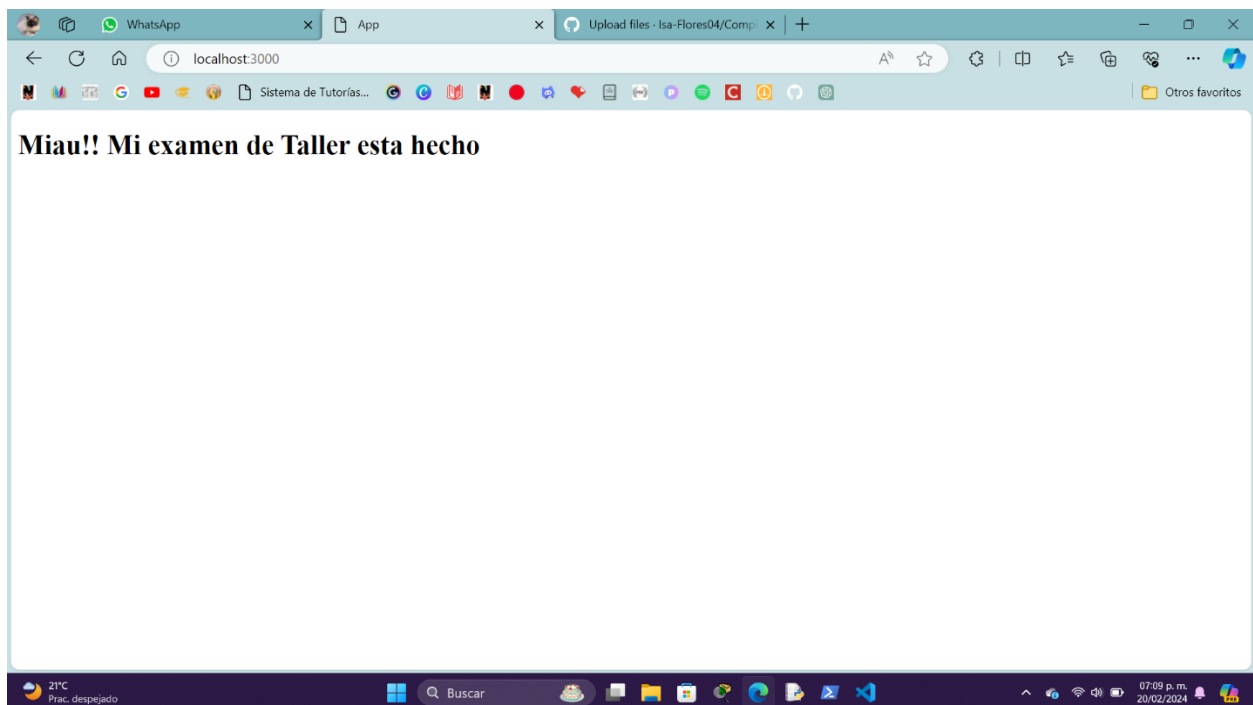 WhatsApp
App
Upload files · Isa-Flores04/Comp
localhost:3000
Sistema de Tutorías...
Otros favoritos
Miau!! Mi examen de Taller esta hecho
21°C
Prac. despejado
Buscar
07:09 p. m.
20/02/2024